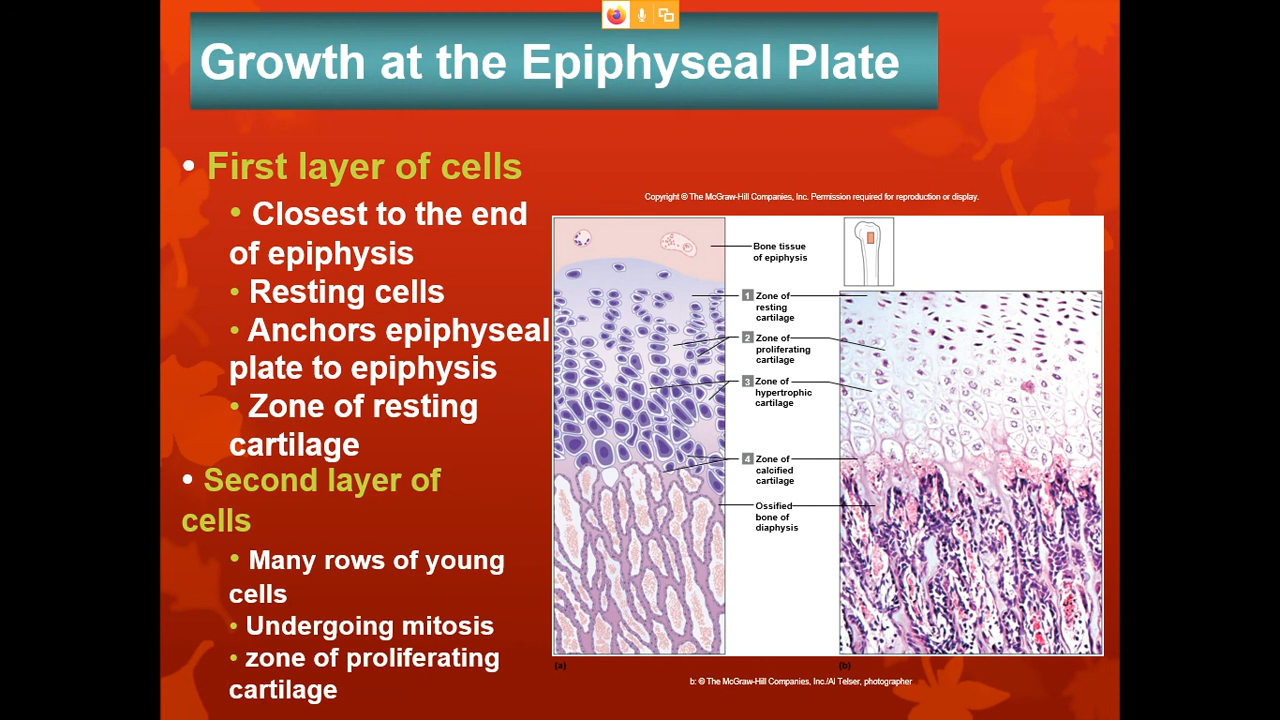 Growth at the Epiphyseal Plate
• First layer of cells
• Closest to the end
of epiphysis
• Resting cells
• Anchors epiphyseal
plate to epiphysis
• Zone of resting
cartilage
• Second layer of
cells
• Many rows of young
cells
• Undergoing mitosis
• zone of proliferating
cartilage
Copyright © The McGraw-Hill Companies, Inc. Permission required for reproduction or display.
Bone tissue
of epiphysis
1 Zone of
resting
cartilage
2 Zone of
proliferating
cartilage
3 Zone of
hypertrophic
cartilage
4 Zone of
calcified
cartilage
Ossified
bone of
diaphysis
(a)
(b)
b: © The McGraw-Hill Companies, Inc./Al Telser, photographer